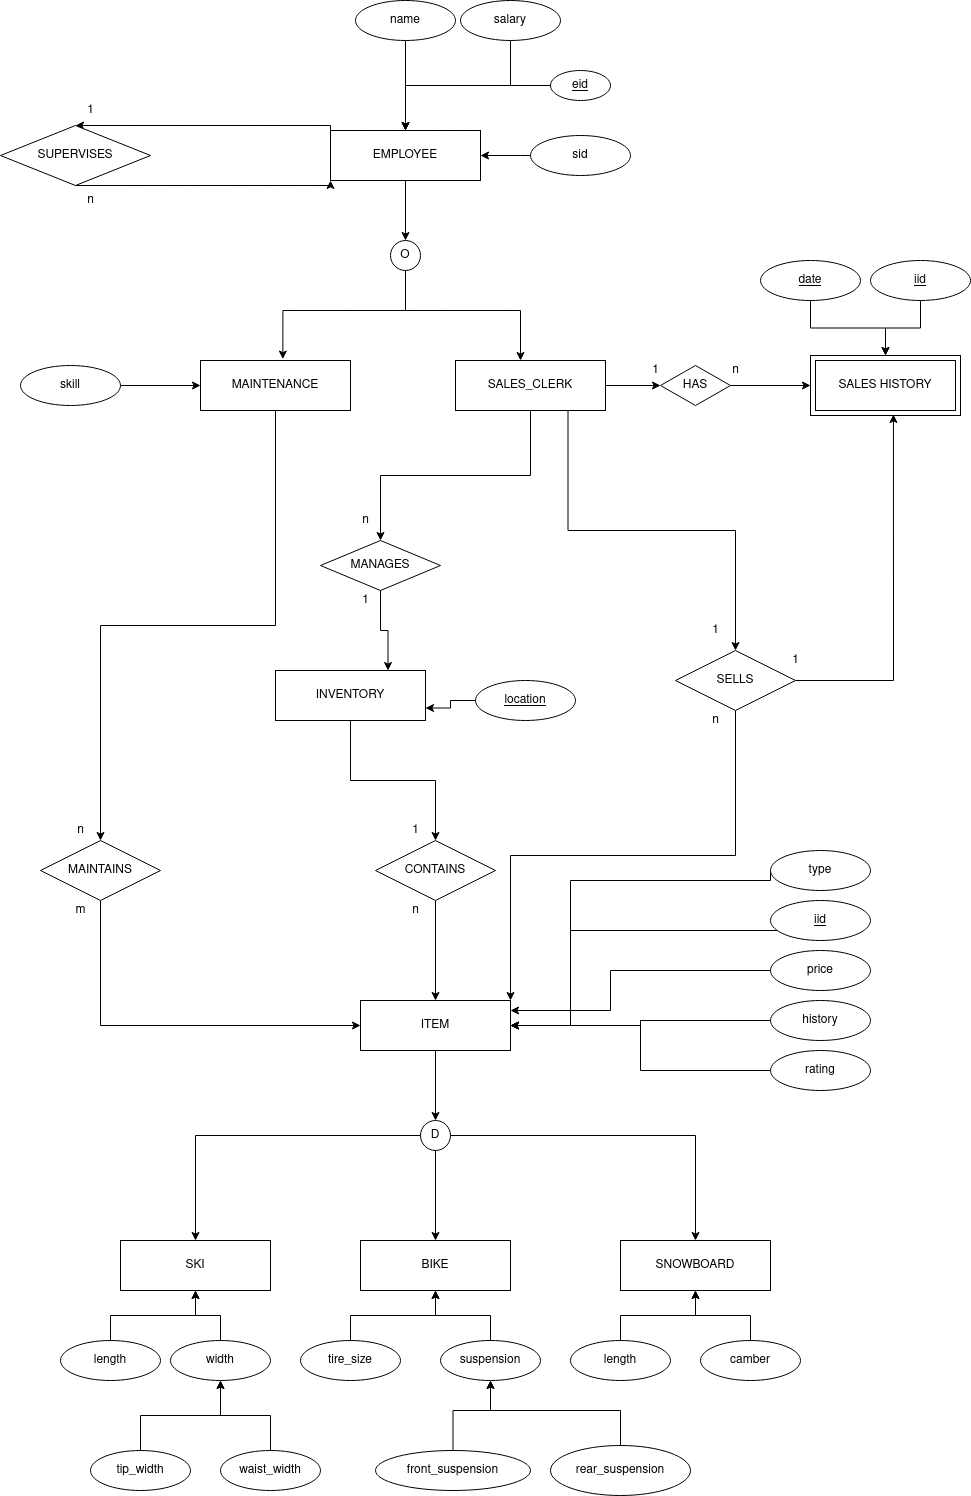 name
salary
eid
1
SUPERVISES
EMPLOYEE
sid
n
O
date
iid
skill
MAINTENANCE
SALES_CLERK
1
HAS
n
SALES HISTORY
n
MANAGES
1
1
SELLS
1
n
INVENTORY
location
n
MAINTAINS
m
1
CONTAINS
n
type
iid
price
history
rating
ITEM
D
SKI
BIKE
SNOWBOARD
length
width
tire_size
suspension
length
camber
tip_width
waist_width
front_suspension
rear_suspension